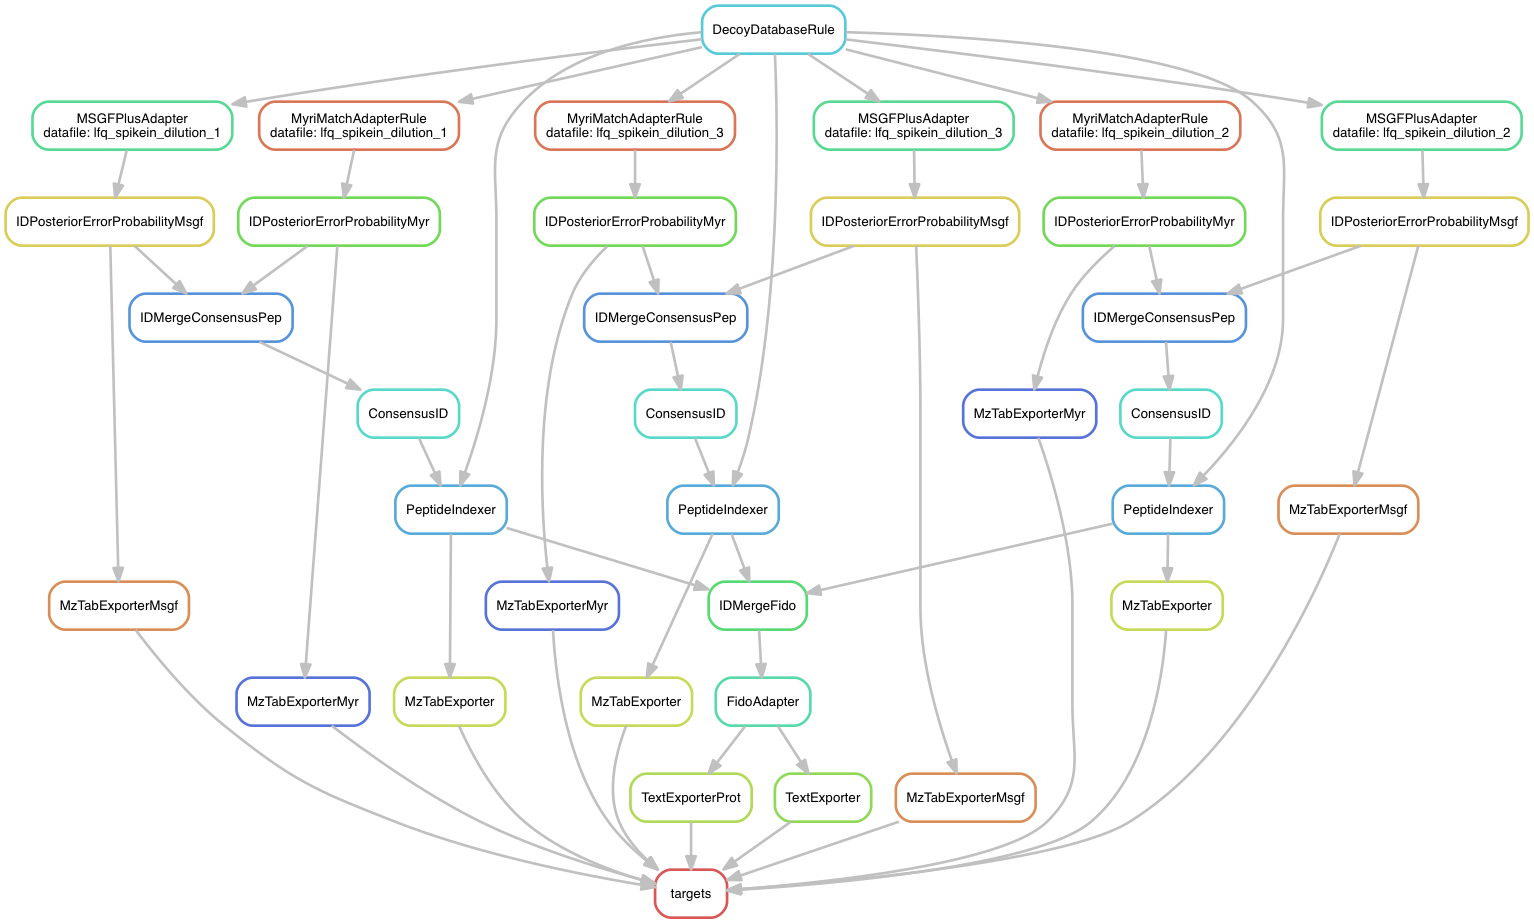 DecoyDatabaseRule
MSGFPlusAdapter
datafile: lfq_spikein_dilution_1
MyriMatchAdapterRule
datafile: lfq_spikein_dilution_1
MyriMatchAdapterRule
datafile: lfq_spikein_dilution_3
MSGFPlusAdapter
datafile: lfq_spikein_dilution_3
MyriMatchAdapterRule
datafile: lfq_spikein_dilution_2
MSGFPlusAdapter
datafile: lfq_spikein_dilution_2
IDPosteriorErrorProbabilityMsgf
IDPosteriorErrorProbabilityMyr
IDPosteriorErrorProbabilityMyr
IDPosteriorErrorProbabilityMsgf
IDPosteriorErrorProbabilityMyr
IDPosteriorErrorProbabilityMsgf
IDMergeConsensusPep
IDMergeConsensusPep
IDMergeConsensusPep
ConsensusID
ConsensusID
MzTabExporterMyr
ConsensusID
PeptideIndexer
PeptideIndexer
PeptideIndexer
MzTabExporterMsgf
MzTabExporterMsgf
MzTabExporterMyr
IDMergeFido
MzTabExporter
MzTabExporterMyr
MzTabExporter
MzTabExporter
FidoAdapter
TextExporterProt
TextExporter
MzTabExporterMsgf
targets